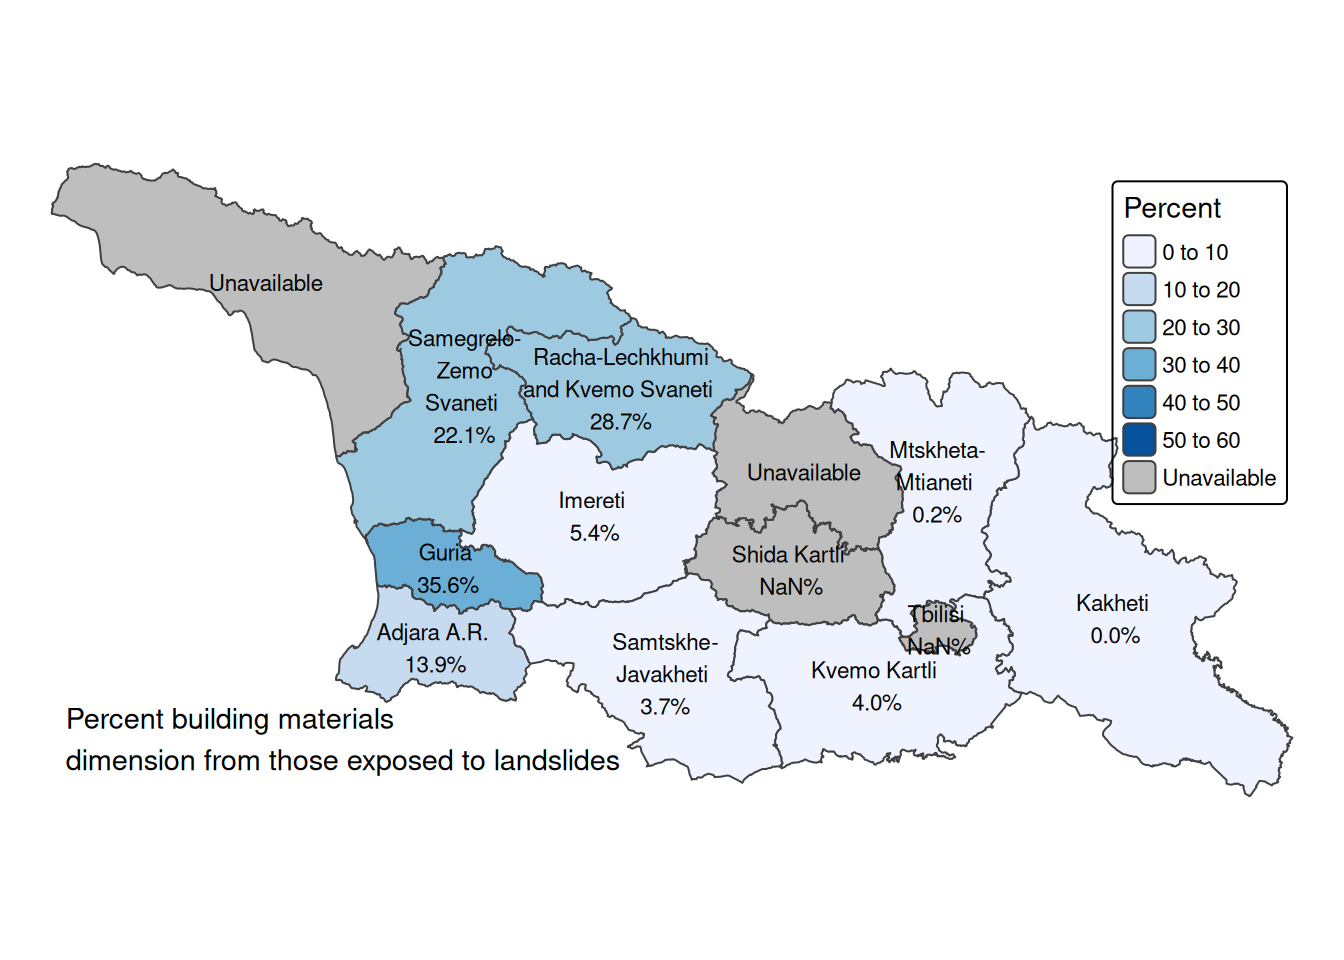 Unavailable
Samegrelo-
Zemo
Svaneti
22.1%
Racha-Lechkhumi
and Kvemo Svaneti
28.7%
Imereti
5.4%
Guria
35.6%
Adjara A.R.
13.9%
Unavailable
Shida Kartli
NaN%
Mtskheta-
Mtianeti
0.2%
Tbilisi
NaN%
Samtskhe-
Javakheti
3.7%
Kvemo Kartli
4.0%
Kakheti
0.0%
Percent
0 to 10
10 to 20
20 to 30
30 to 40
40 to 50
50 to 60
Unavailable
Percent building materials
dimension from those exposed to landslides